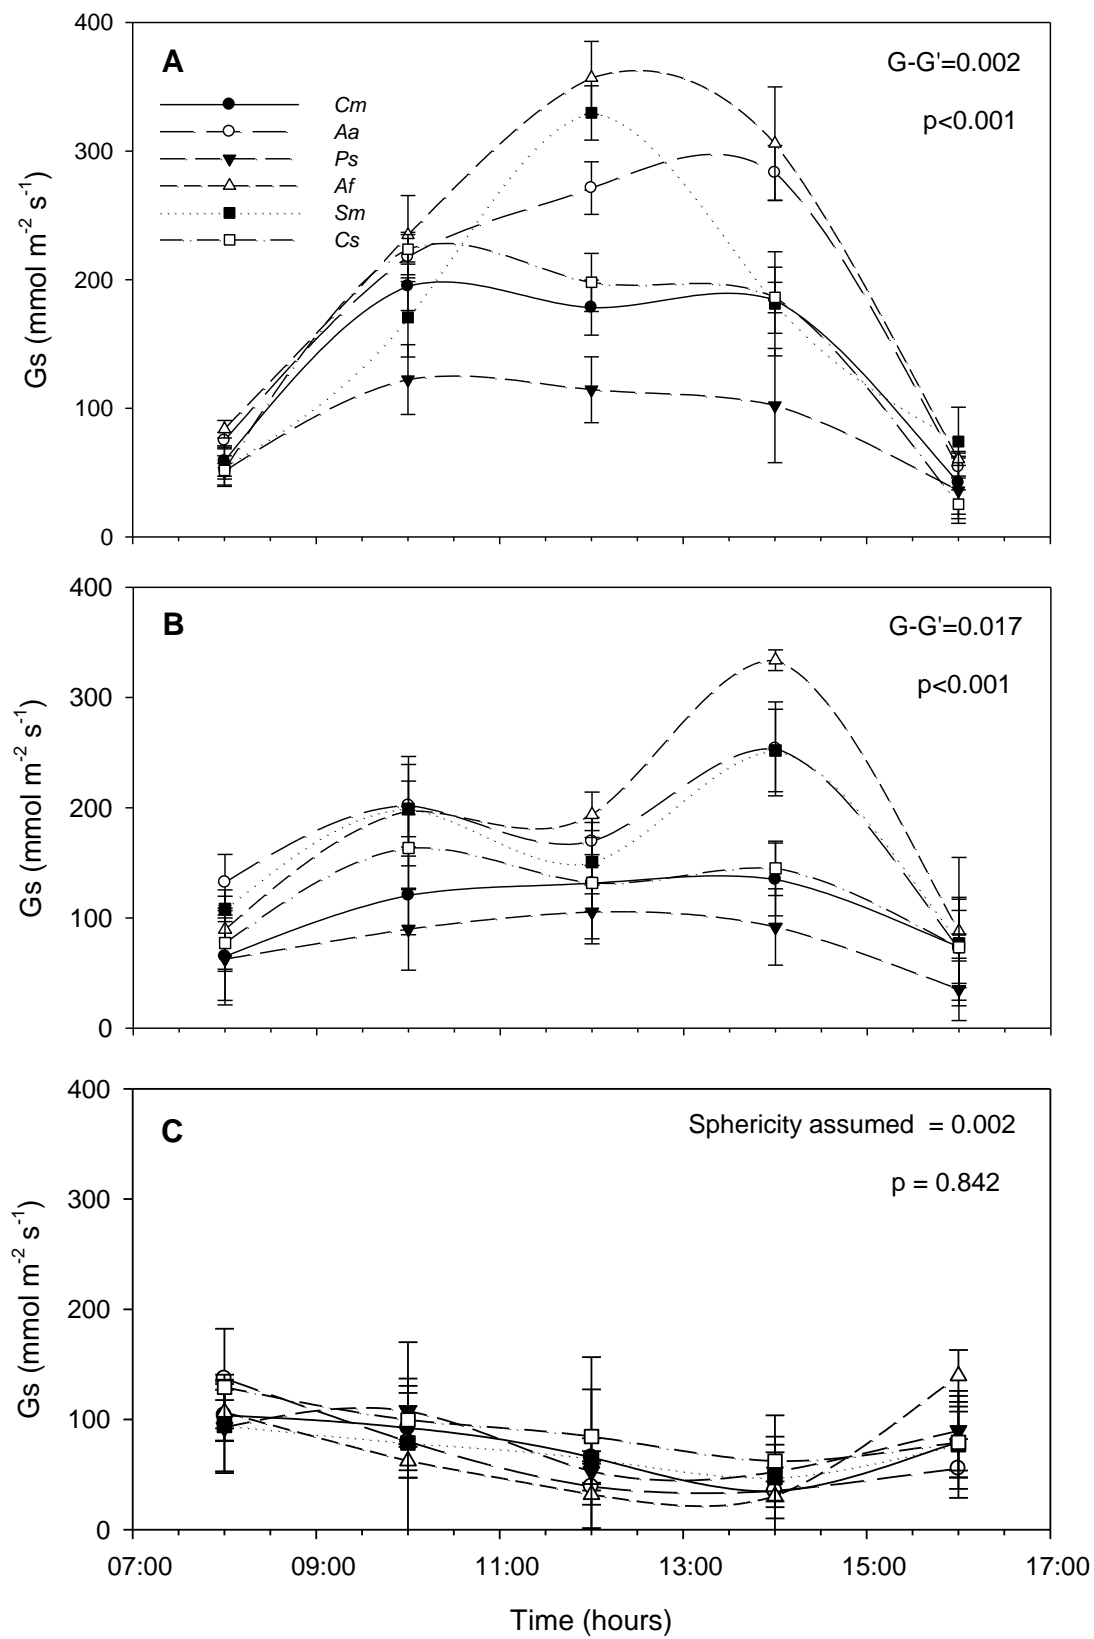 400
300
200
100
0
Gs (mmol m⁻² s⁻¹)
A
G-G'=0.002
p<0.001
Cm
Aa
Ps
Af
Sm
Cs
400
300
200
100
0
Gs (mmol m⁻² s⁻¹)
B
G-G'=0.017
p<0.001
400
300
200
100
0
Gs (mmol m⁻² s⁻¹)
C
Sphericity assumed = 0.002
p = 0.842
07:00 09:00 11:00 13:00 15:00 17:00
Time (hours)